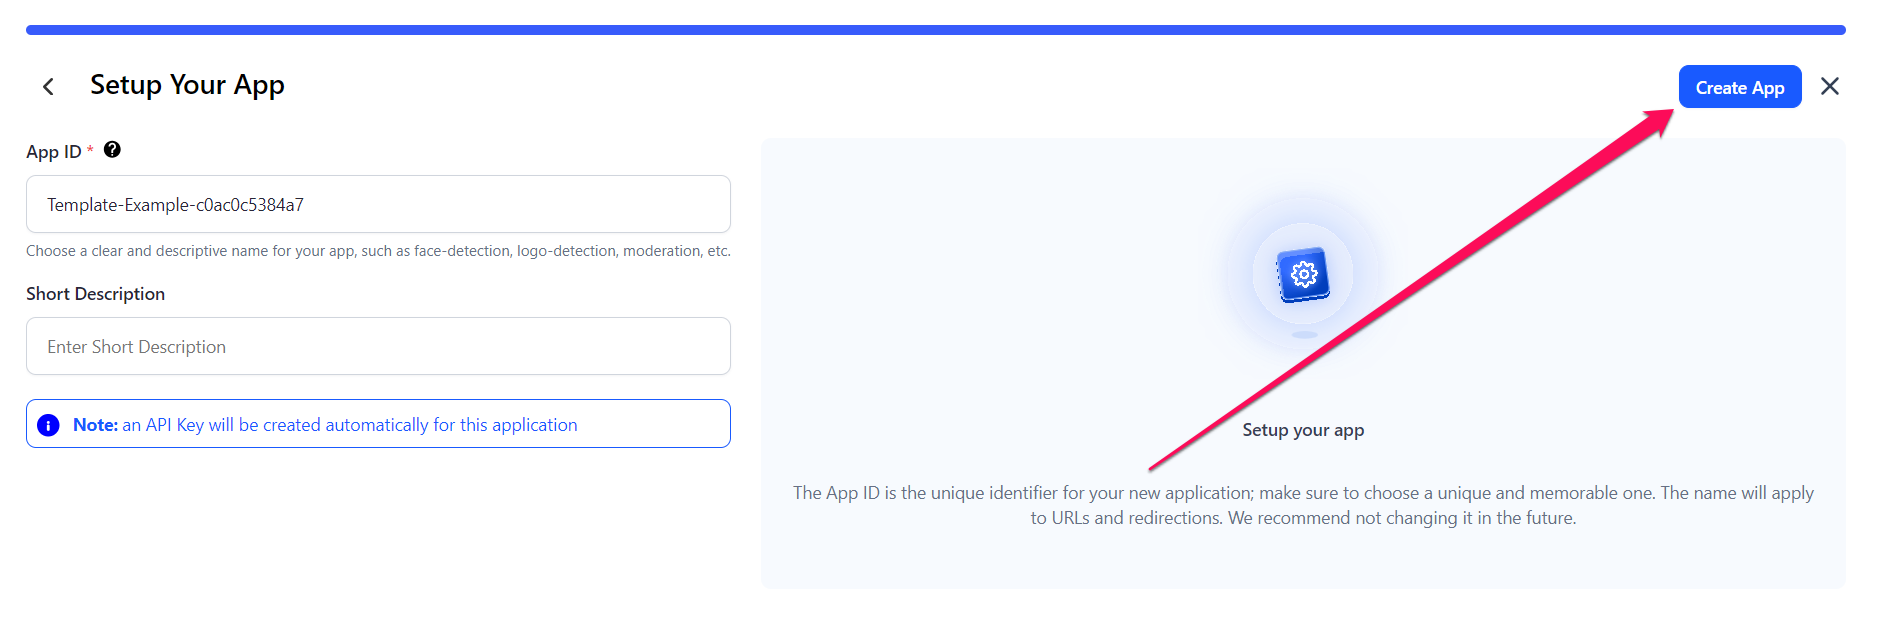 Setup Your App
Create App
App ID *
Template-Example-c0ac0c5384a7
Choose a clear and descriptive name for your app, such as face-detection, logo-detection, moderation, etc.
Short Description
Enter Short Description
Note: an API Key will be created automatically for this application
Setup your app
The App ID is the unique identifier for your new application; make sure to choose a unique and memorable one. The name will apply
to URLs and redirections. We recommend not changing it in the future.